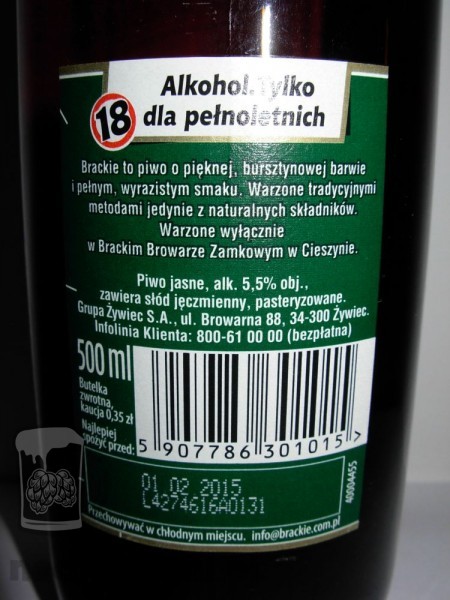 Alkohol. Tylko
18 dla pełnoletnich
Brackie to piwo o pięknej, bursztynowej barwie
i pełnym, wyrazistym smaku. Warzone tradycyjnymi
metodami jedynie z naturalnych składników.
Warzone wyłącznie
w Brackim Browarze Zamkowym w Cieszynie.
Piwo jasne, alk. 5,5% obj.,
zawiera słód jęczmienny, pasteryzowane.
Grupa Żywiec S.A., ul. Browarna 88, 34-300 Żywiec.
Infolinia Klienta: 800-61 00 00 (bezpłatna)
500 ml
Butelka
zwrotna,
kaucja 0,35 zł
Najlepiej
spożyć przed:
5 907786 301015 >
40004455
01 02 2015
L4274616A0131
Przechowywać w chłodnym miejscu. info@brackie.com.pl